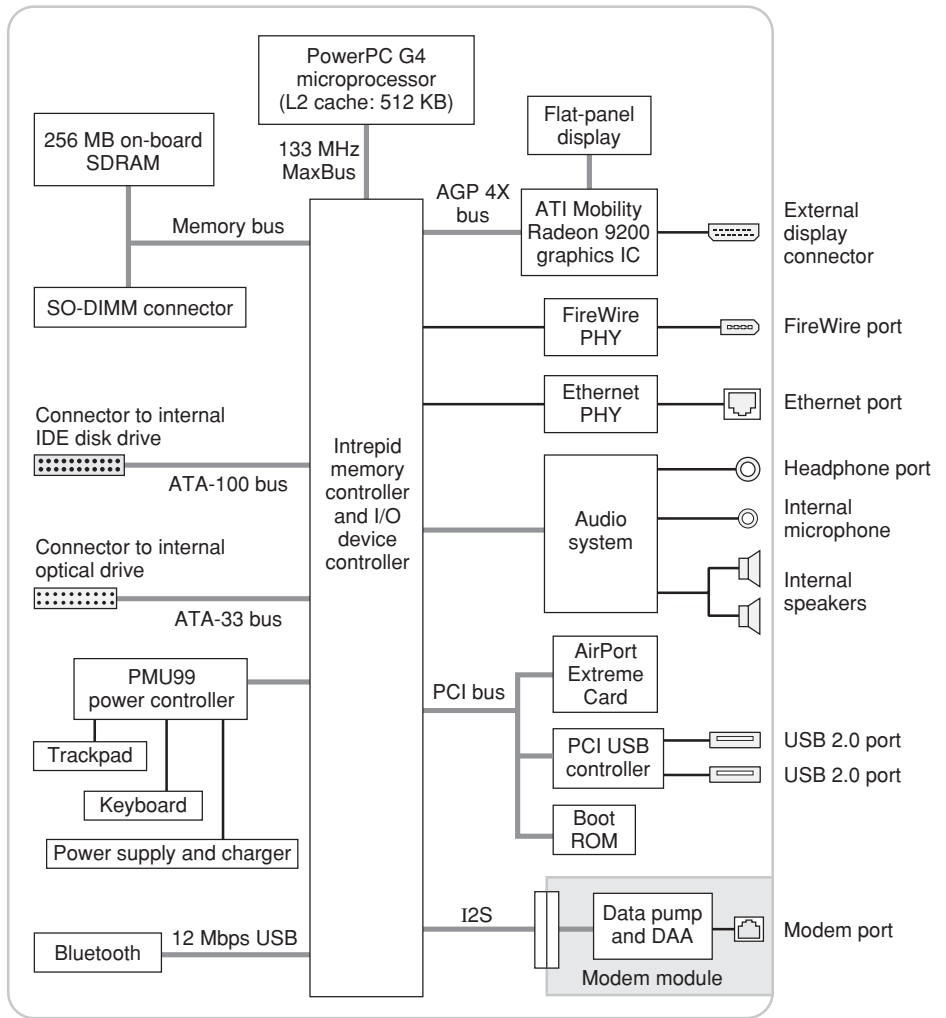 PowerPC G4
microprocessor
(L2 cache: 512 KB)
256 MB on-board
SDRAM
133 MHz
MaxBus
Flat-panel
display
AGP 4X
bus
ATI Mobility
Radeon 9200
graphics IC
External
display
connector
Memory bus
SO-DIMM connector
FireWire
PHY
FireWire port
Ethernet
PHY
Ethernet port
Connector to internal
IDE disk drive
ATA-100 bus
Intrepid
memory
controller
and I/O
device
controller
Audio
system
Headphone port
Internal
microphone
Internal
speakers
Connector to internal
optical drive
ATA-33 bus
PMU99
power controller
Trackpad
Keyboard
Power supply and charger
PCI bus
AirPort
Extreme
Card
PCI USB
controller
USB 2.0 port
USB 2.0 port
Boot
ROM
Bluetooth
12 Mbps USB
I2S
Data pump
and DAA
Modem port
Modem module